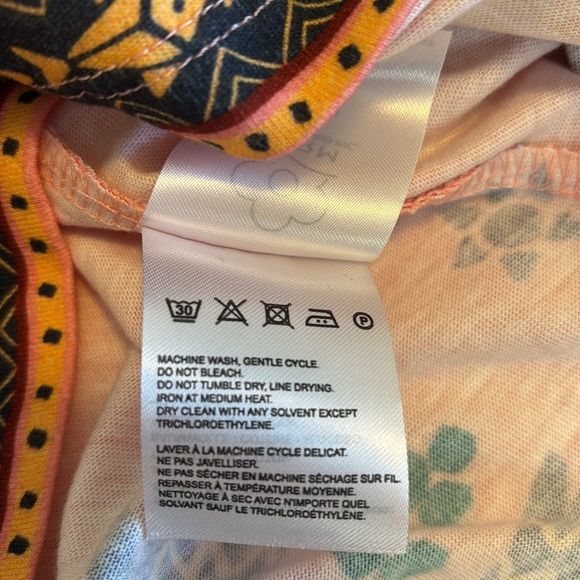 30 P
MACHINE WASH, GENTLE CYCLE.
DO NOT BLEACH.
DO NOT TUMBLE DRY, LINE DRYING.
IRON AT MEDIUM HEAT.
DRY CLEAN WITH ANY SOLVENT EXCEPT
TRICHLOROETHYLENE.
LAVER À LA MACHINE CYCLE DELICAT.
NE PAS JAVELLISER.
NE PAS SÉCHER EN MACHINE SÉCHAGE SUR FIL.
REPASSER À TEMPÉRATURE MOYENNE.
NETTOYAGE À SEC AVEC N'IMPORTE QUEL
SOLVANT SAUF LE TRICHLOROÉTHYLÈNE.